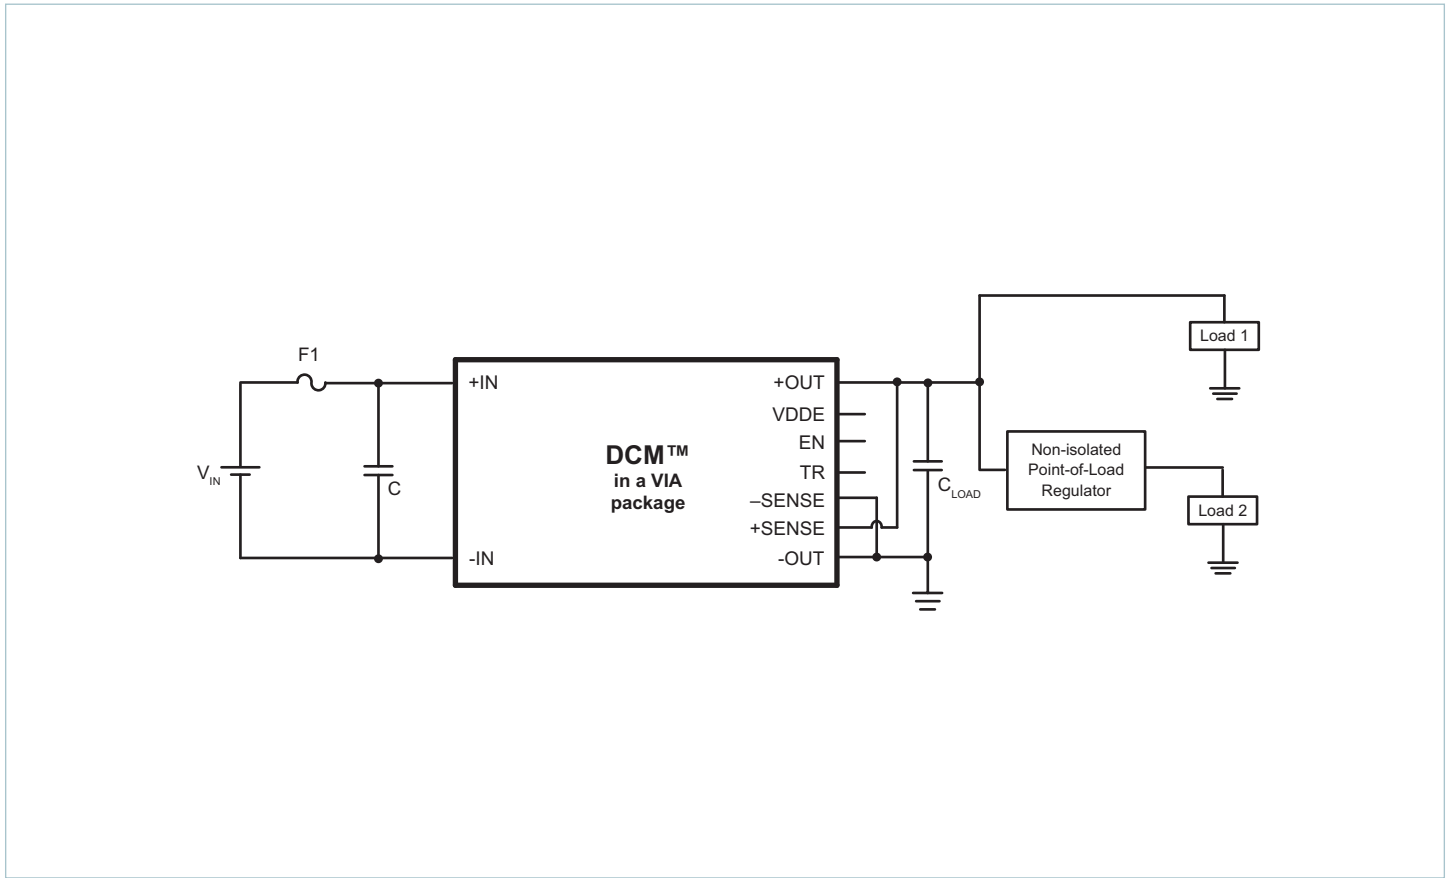 F1
V IN
C
+IN
-IN
DCM™
in a VIA
package
+OUT
VDDE
EN
TR
–SENSE
+SENSE
-OUT
C LOAD
Load 1
Non-isolated
Point-of-Load
Regulator
Load 2